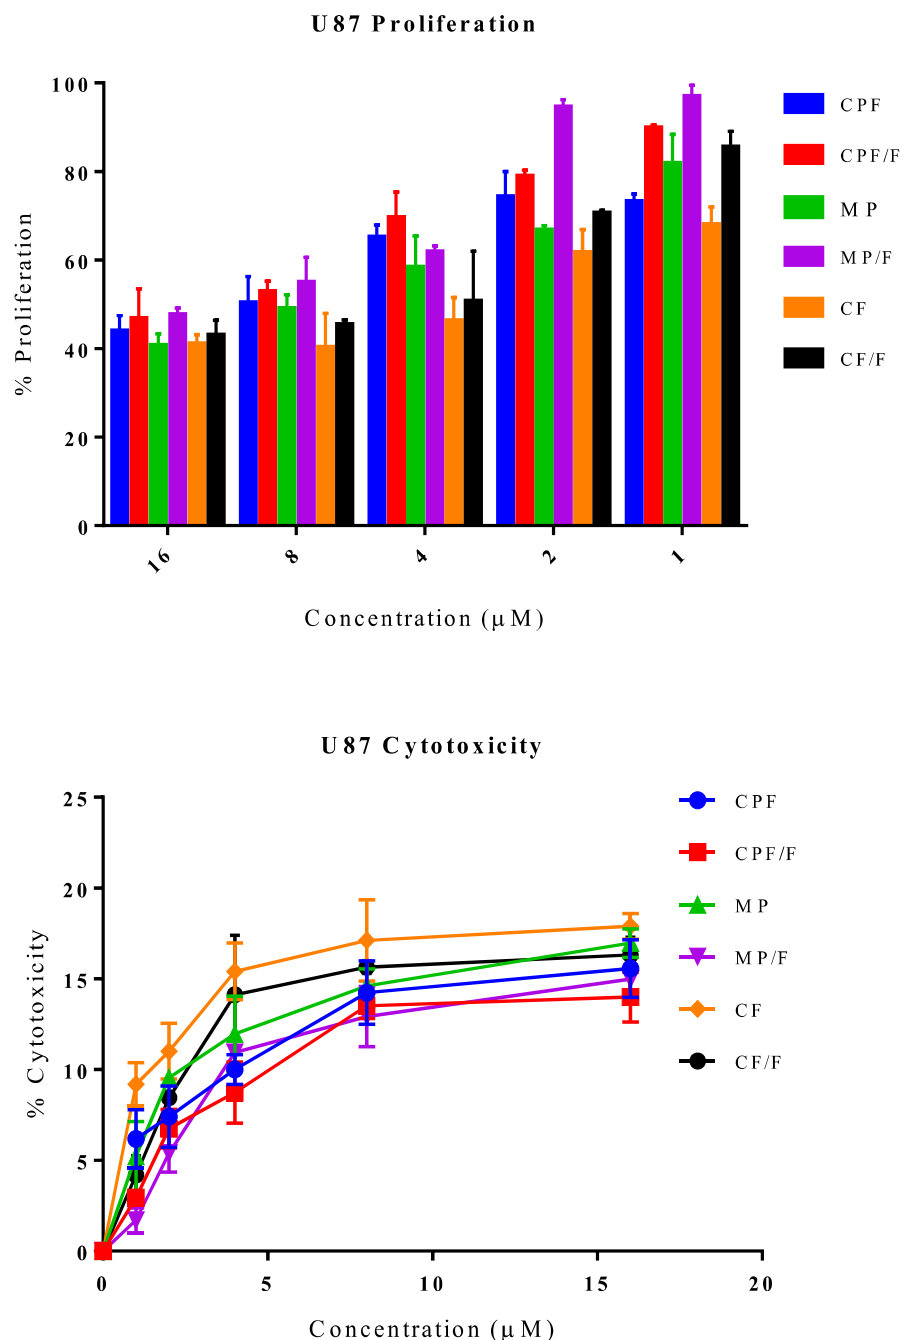 U87 Proliferation
100
80
60
40
20
0
% Proliferation
16
8
4
2
1
Concentration (μM)
CPF
CPF/F
MP
MP/F
CF
CF/F
U87 Cytotoxicity
25
20
15
10
5
0
% Cytotoxicity
0
5
10
15
20
Concentration (μM)
CPF
CPF/F
MP
MP/F
CF
CF/F